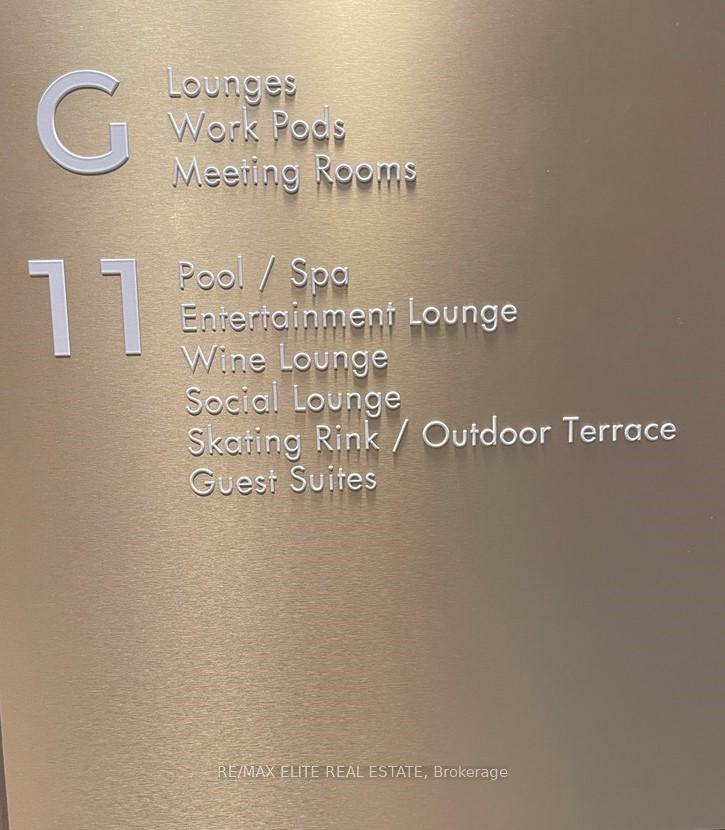 G
Lounges
Work Pods
Meeting Rooms
11
Pool / Spa
Entertainment Lounge
Wine Lounge
Social Lounge
Skating Rink / Outdoor Terrace
Guest Suites
RE/MAX ELITE REAL ESTATE, Brokerage